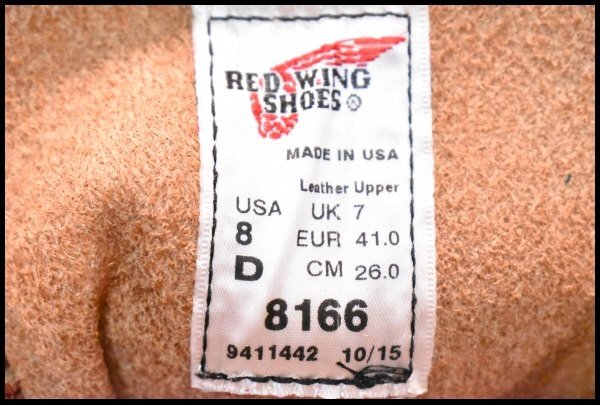 RED WING
SHOES ®
MADE IN USA
Leather Upper
USA UK 7
8 EUR 41.0
D CM 26.0
8166
9411442 10/15